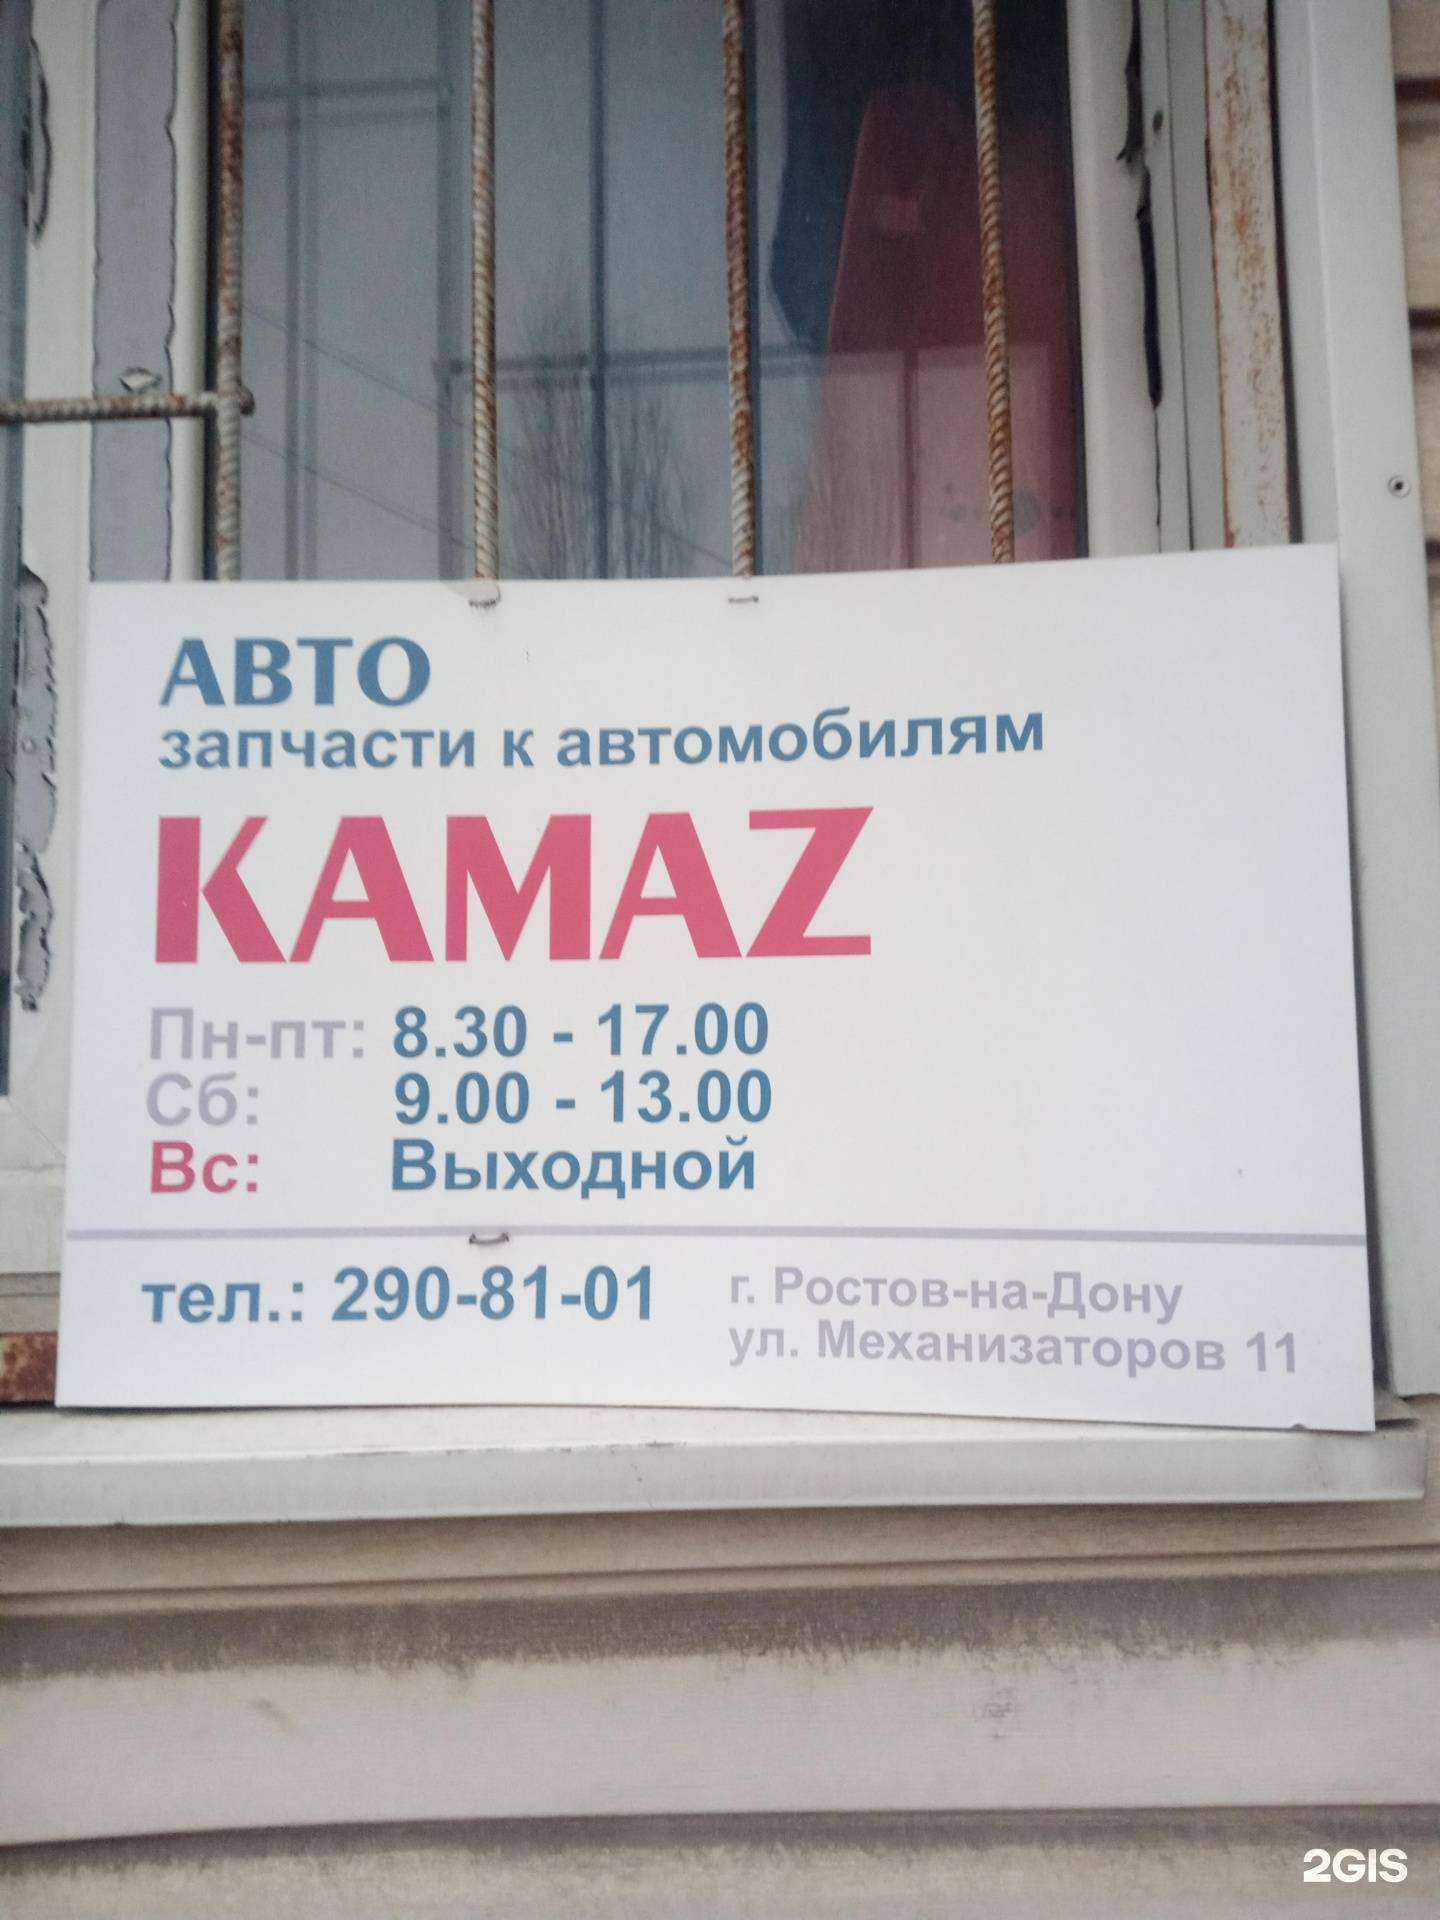 АВТО
запчасти к автомобилям
KAMAZ
Пн-пт: 8.30 - 17.00
Сб: 9.00 - 13.00
Вс: Выходной
тел.: 290-81-01
г. Ростов-на-Дону
ул. Механизаторов 11
2GIS